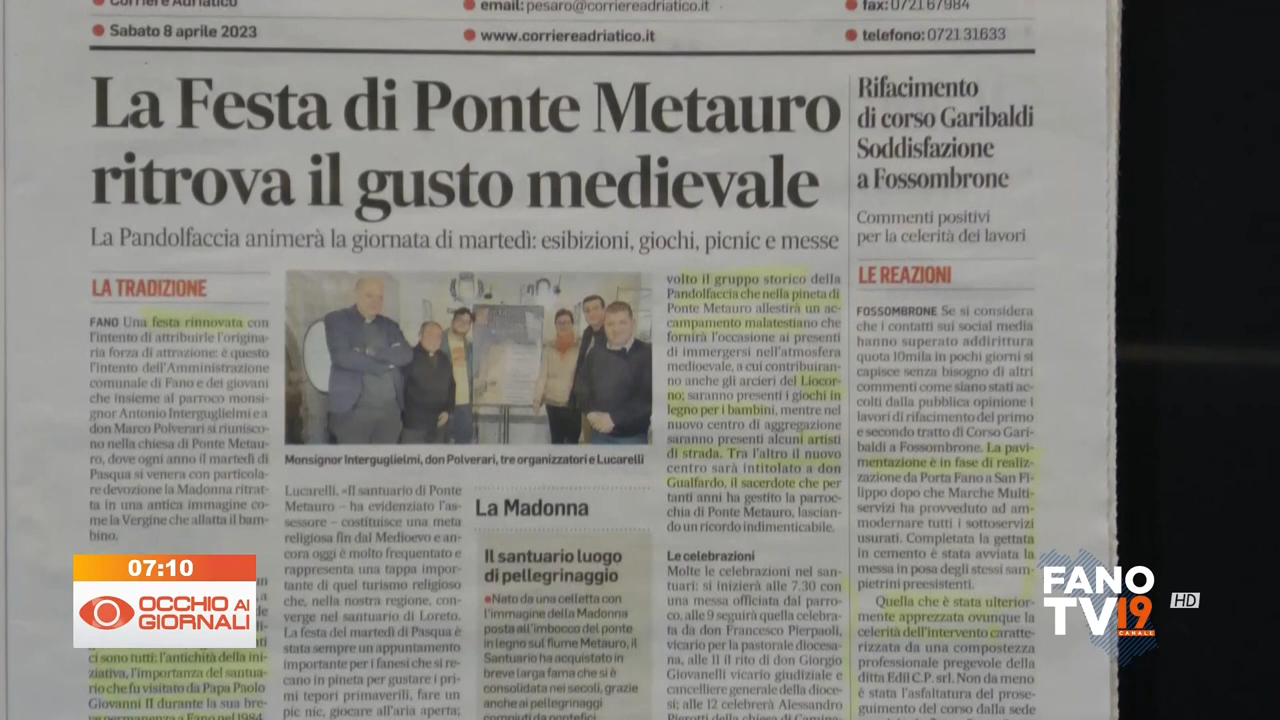 Corriere Adriatico
email: pesaro@corriereadriatico.it
fax: 0721 67984
Sabato 8 aprile 2023
www.corriereadriatico.it
telefono: 0721 31633
La Festa di Ponte Metauro
ritrova il gusto medievale
La Pandolfaccia animerà la giornata di martedì: esibizioni, giochi, picnic e messe
LA TRADIZIONE
FANO Una festa rinnovata con
l'intento di attribuirle l'origina-
ria forza di attrazione: è questo
l'intento dell'Amministrazione
comunale di Fano e dei giovani
che insieme al parroco monsi-
gnor Antonio Interguglielmi e a
don Marco Polverari si riunisco-
no nella chiesa di Ponte Metau-
ro, dove ogni anno il martedì di
Pasqua si venera con particola-
re devozione la Madonna ritrat-
ta in una antica immagine co-
me la Vergine che allatta il bam-
bino.
ci sono tutti: l'antichità della ini-
ziativa, l'importanza del santua-
rio che fu visitato da Papa Paolo
Giovanni II durante la sua bre-
va permanenza a Fano nel 1984
Monsignor Interguglielmi, don Polverari, tre organizzatori e Lucarelli
Lucarelli. «Il santuario di Ponte
Metauro – ha evidenziato l'as-
sessore – costituisce una meta
religiosa fin dal Medioevo e an-
cora oggi è molto frequentato e
rappresenta una tappa impor-
tante di quel turismo religioso
che, nella nostra regione, con-
verge nel santuario di Loreto.
La festa del martedì di Pasqua è
stata sempre un appuntamento
importante per i fanesi che si re-
cano in pineta per gustare i pri-
mi tepori primaverili, fare un
pic nic, giocare all'aria aperta;
La Madonna
Il santuario luogo
di pellegrinaggio
Nato da una celletta con
l'immagine della Madonna
posta all'imbocco del ponte
in legno sul fiume Metauro, il
Santuario ha acquistato in
breve larga fama che si è
consolidata nei secoli, grazie
anche ai pellegrinaggi
compiuti da pontefici
volto il gruppo storico della
Pandolfaccia che nella pineta di
Ponte Metauro allestirà un ac-
campamento malatestiano che
fornirà l'occasione ai presenti
di immergersi nell'atmosfera
medioevale, a cui contribuiran-
no anche gli arcieri del Liocor-
no; saranno presenti i giochi in
legno per i bambini, mentre nel
nuovo centro di aggregazione
saranno presenti alcuni artisti
di strada. Tra l'altro il nuovo
centro sarà intitolato a don
Gualfardo, il sacerdote che per
tanti anni ha gestito la parroc-
chia di Ponte Metauro, lascian-
do un ricordo indimenticabile.
Le celebrazioni
Molte le celebrazioni nel san-
tuari: si inizierà alle 7.30 con
una messa officiata dal parro-
co, alle 9 seguirà quella celebra-
ta da don Francesco Pierpaoli,
vicario per la pastorale diocesa-
na, alle 11 il rito di don Giorgio
Giovanelli vicario giudiziale e
cancelliere generale della dioce-
si; alle 12 celebrerà Alessandro
Rifacimento
di corso Garibaldi
Soddisfazione
a Fossombrone
Commenti positivi
per la celerità dei lavori
LE REAZIONI
FOSSOMBRONE Se si considera
che i contatti sui social media
hanno superato addirittura
quota 10mila in pochi giorni si
capisce senza bisogno di altri
commenti come siano stati ac-
colti dalla pubblica opinione i
lavori di rifacimento del primo
e secondo tratto di Corso Gari-
baldi a Fossombrone. La pavi-
mentazione è in fase di realiz-
zazione da Porta Fano a San Fi-
lippo dopo che Marche Multi-
servizi ha provveduto ad am-
modernare tutti i sottoservizi
usurati. Completata la gettata
in cemento è stata avviata la
messa in posa degli stessi sam-
pietrini preesistenti.
Quella che è stata ulterior-
mente apprezzata ovunque la
celerità dell'intervento caratte-
rizzata da una compostezza
professionale pregevole della
ditta Edil C.P. srl. Non da meno
è stata l'asfaltatura del prose-
guimento del corso dalla sede
07:10
OCCHIO AI
GIORNALI
FANO
TV19
CANALE
HD